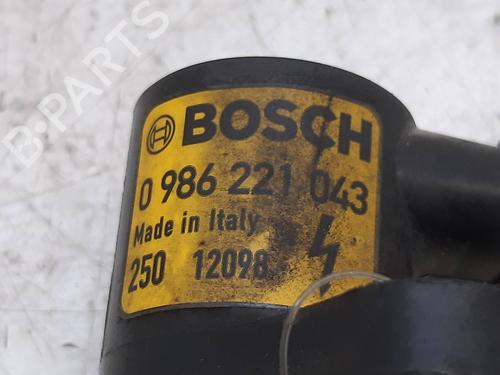 B-PARTS
BOSCH
0 986 221 043
Made in Italy
250 12098